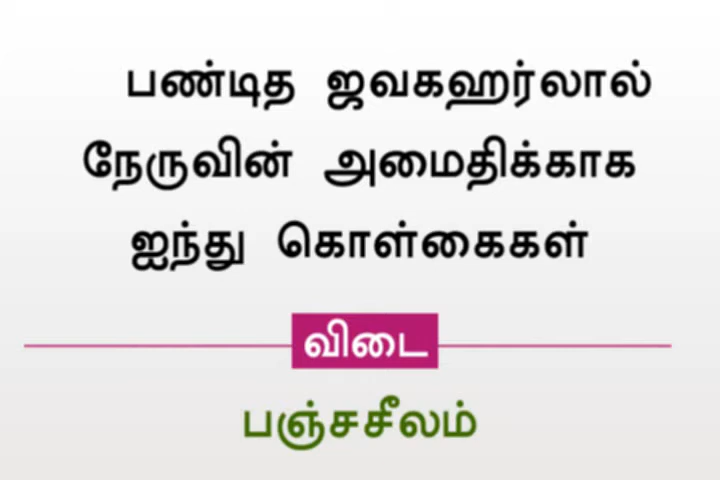 பண்டித ஜவகஹர்லால்
நேருவின் அமைதிக்காக
ஐந்து கொள்கைகள்
விடை
பஞ்சசீலம்